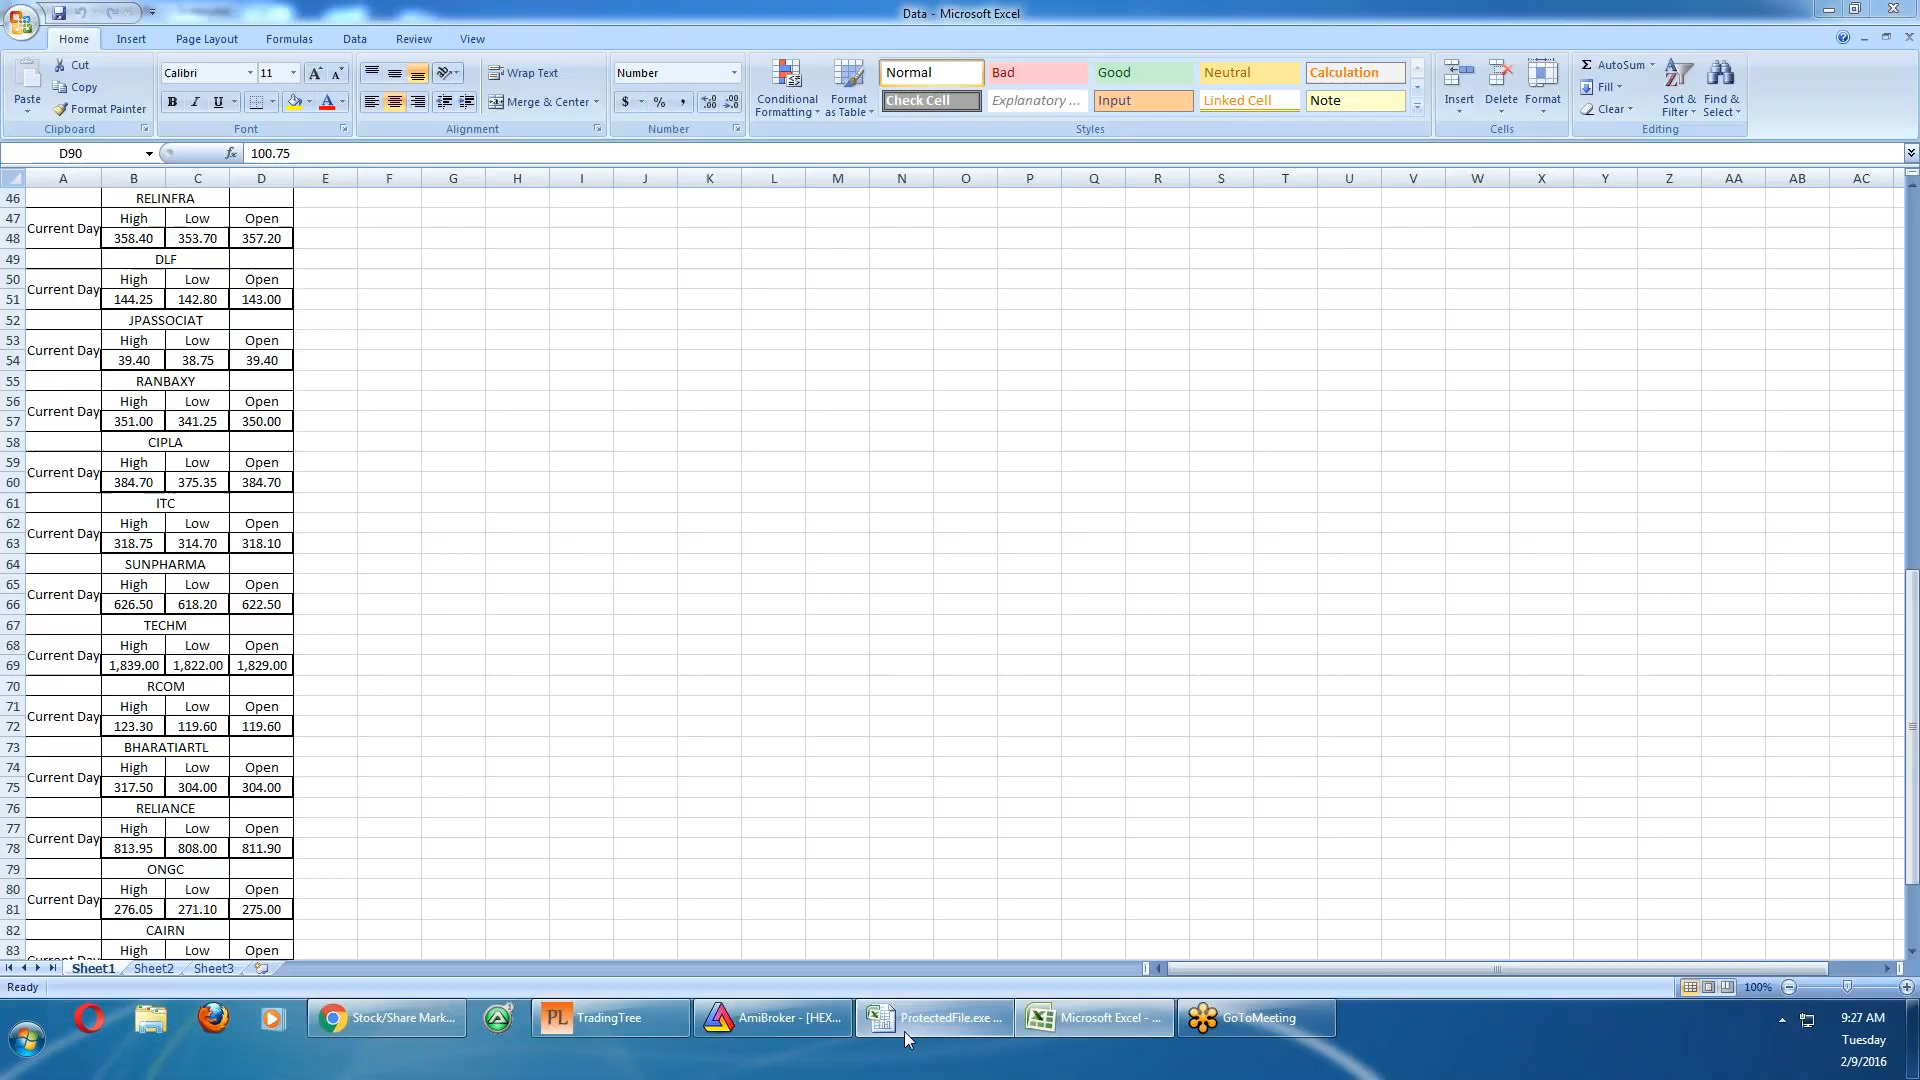 Data - Microsoft Excel
Home Insert Page Layout Formulas Data Review View
Paste Cut Copy Format Painter Clipboard
Calibri 11 B I U Font
Wrap Text Merge & Center Alignment
Number $ % , Number
Conditional Formatting Format as Table
Normal Bad Good Neutral Calculation
Check Cell Explanatory ... Input Linked Cell Note
Styles
Insert Delete Format Cells
Σ AutoSum Fill Clear Sort & Filter Find & Select Editing
D90 fx 100.75
A B C D E F G H I J K L M N O P Q R S T U V W X Y Z AA AB AC
46 RELINFRA
47 High Low Open
Current Day
48 358.40 353.70 357.20
49 DLF
50 High Low Open
Current Day
51 144.25 142.80 143.00
52 JPASSOCIAT
53 High Low Open
Current Day
54 39.40 38.75 39.40
55 RANBAXY
56 High Low Open
Current Day
57 351.00 341.25 350.00
58 CIPLA
59 High Low Open
Current Day
60 384.70 375.35 384.70
61 ITC
62 High Low Open
Current Day
63 318.75 314.70 318.10
64 SUNPHARMA
65 High Low Open
Current Day
66 626.50 618.20 622.50
67 TECHM
68 High Low Open
Current Day
69 1,839.00 1,822.00 1,829.00
70 RCOM
71 High Low Open
Current Day
72 123.30 119.60 119.60
73 BHARATIARTL
74 High Low Open
Current Day
75 317.50 304.00 304.00
76 RELIANCE
77 High Low Open
Current Day
78 813.95 808.00 811.90
79 ONGC
80 High Low Open
Current Day
81 276.05 271.10 275.00
82 CAIRN
83 High Low Open
Sheet1 Sheet2 Sheet3
Ready 100%
Stock/Share Mark... PL TradingTree AmiBroker - [HEX... ProtectedFile.exe ... Microsoft Excel - ... GoToMeeting
9:27 AM
Tuesday
2/9/2016